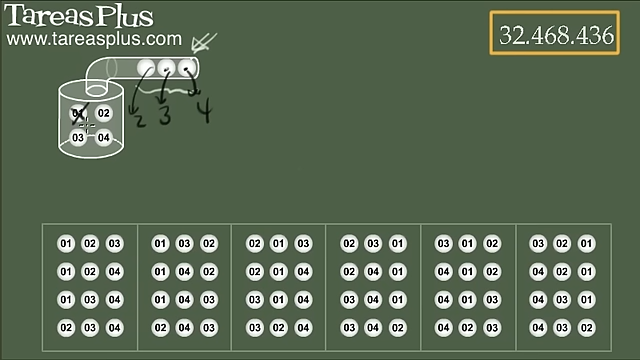 TareasPlus
www.tareasplus.com
32.468.436
01 02
03 04
2 3 4
01 02 03 01 03 02 02 01 03 02 03 01 03 01 02 03 02 01
01 02 04 01 04 02 02 01 04 02 04 01 04 01 02 04 02 01
01 03 04 01 04 03 03 01 04 03 04 01 04 01 03 04 03 01
02 03 04 02 04 03 03 02 04 03 04 02 04 02 03 04 03 02